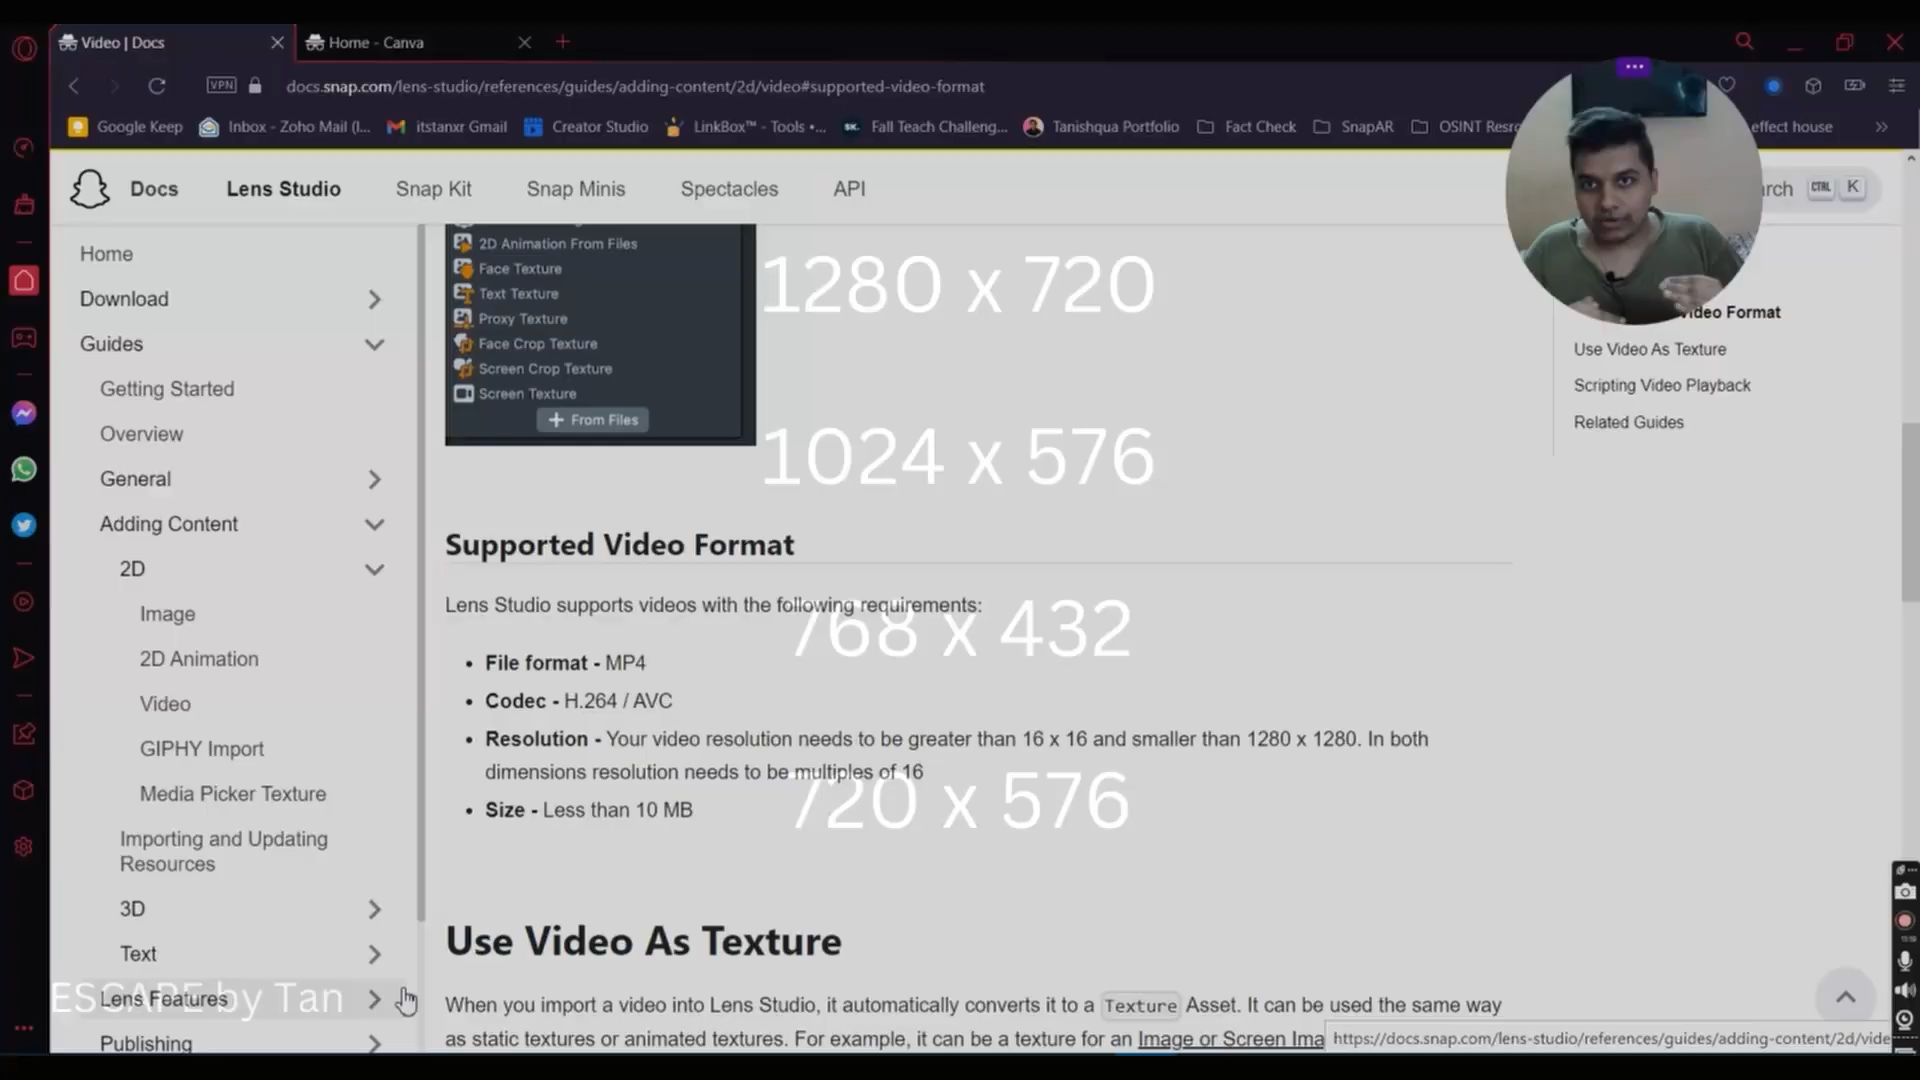 Video | Docs
Home - Canva
VPN
docs.snap.com/lens-studio/references/guides/adding-content/2d/video#supported-video-format
Google Keep
Inbox - Zoho Mail (I...
itstanxr Gmail
Creator Studio
LinkBox™ - Tools •...
SK.
Fall Teach Challeng...
Tanishqua Portfolio
Fact Check
SnapAR
OSINT Resro
effect house
Docs
Lens Studio
Snap Kit
Snap Minis
Spectacles
API
rch
CTRL
K
Home
Download
Guides
Getting Started
Overview
General
Adding Content
2D
Image
2D Animation
Video
GIPHY Import
Media Picker Texture
Importing and Updating
Resources
3D
Text
Lens Features
Publishing
ESCAPE by Tan
2D Animation From Files
Face Texture
Text Texture
Proxy Texture
Face Crop Texture
Screen Crop Texture
Screen Texture
+ From Files
1280 x 720
1024 x 576
768 x 432
720 x 576
Supported Video Format
Lens Studio supports videos with the following requirements:
• File format - MP4
• Codec - H.264 / AVC
• Resolution - Your video resolution needs to be greater than 16 x 16 and smaller than 1280 x 1280. In both
dimensions resolution needs to be multiples of 16
• Size - Less than 10 MB
Use Video As Texture
When you import a video into Lens Studio, it automatically converts it to a Texture Asset. It can be used the same way
as static textures or animated textures. For example, it can be a texture for an Image or Screen Ima
Video Format
Use Video As Texture
Scripting Video Playback
Related Guides
https://docs.snap.com/lens-studio/references/guides/adding-content/2d/vide